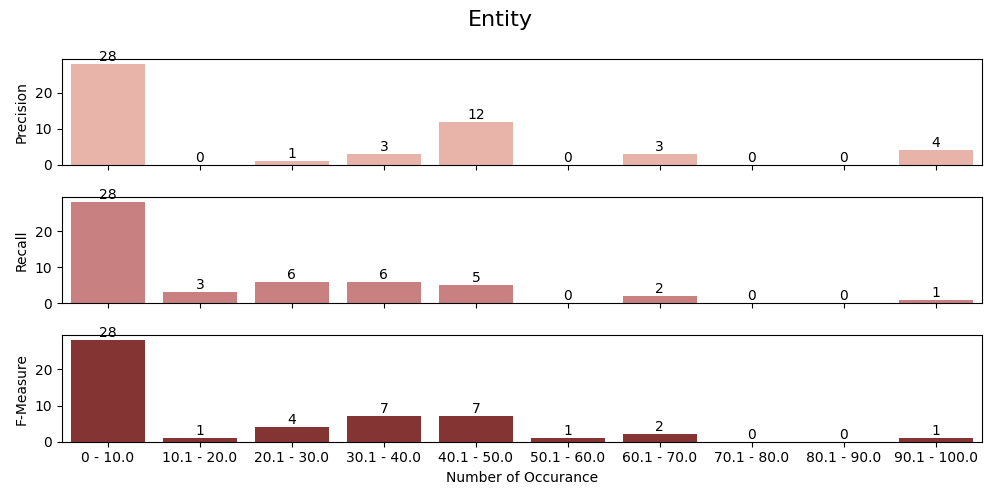 Entity
28 0 1 3 12 0 3 0 0 4
Precision
0 10 20
28 3 6 6 5 0 2 0 0 1
Recall
0 10 20
28 1 4 7 7 1 2 0 0 1
F-Measure
0 10 20
0 - 10.0 10.1 - 20.0 20.1 - 30.0 30.1 - 40.0 40.1 - 50.0 50.1 - 60.0 60.1 - 70.0 70.1 - 80.0 80.1 - 90.0 90.1 - 100.0
Number of Occurance